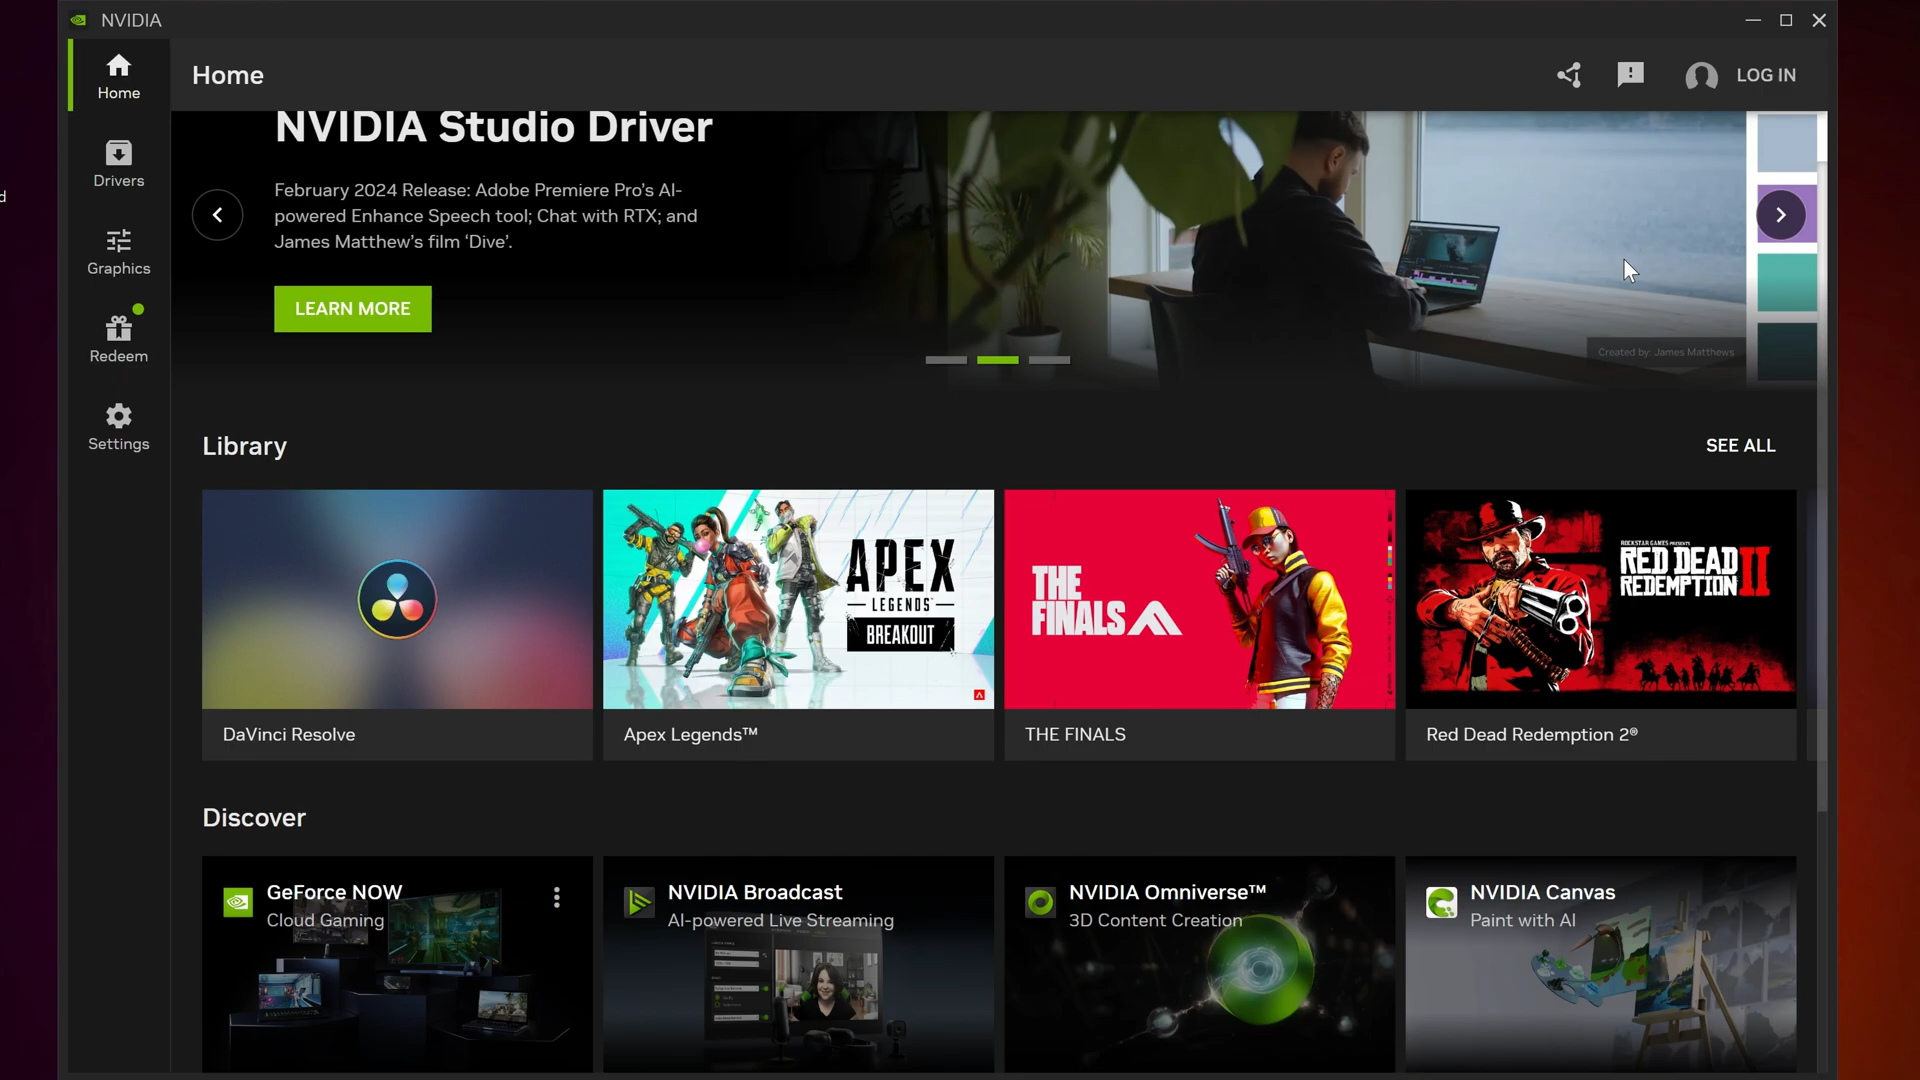 NVIDIA
Home
Home
LOG IN
Drivers
Graphics
Redeem
Settings
d
NVIDIA Studio Driver
February 2024 Release: Adobe Premiere Pro's AI-
powered Enhance Speech tool; Chat with RTX; and
James Matthew's film ‘Dive’.
LEARN MORE
Created by: James Matthews
Library
SEE ALL
APEX
LEGENDS
BREAKOUT
THE
FINALS
ROCKSTAR GAMES PRESENTS
RED DEAD
REDEMPTION II
DaVinci Resolve
Apex Legends™
THE FINALS
Red Dead Redemption 2®
Discover
GeForce NOW
Cloud Gaming
NVIDIA Broadcast
AI-powered Live Streaming
NVIDIA Omniverse™
3D Content Creation
NVIDIA Canvas
Paint with AI